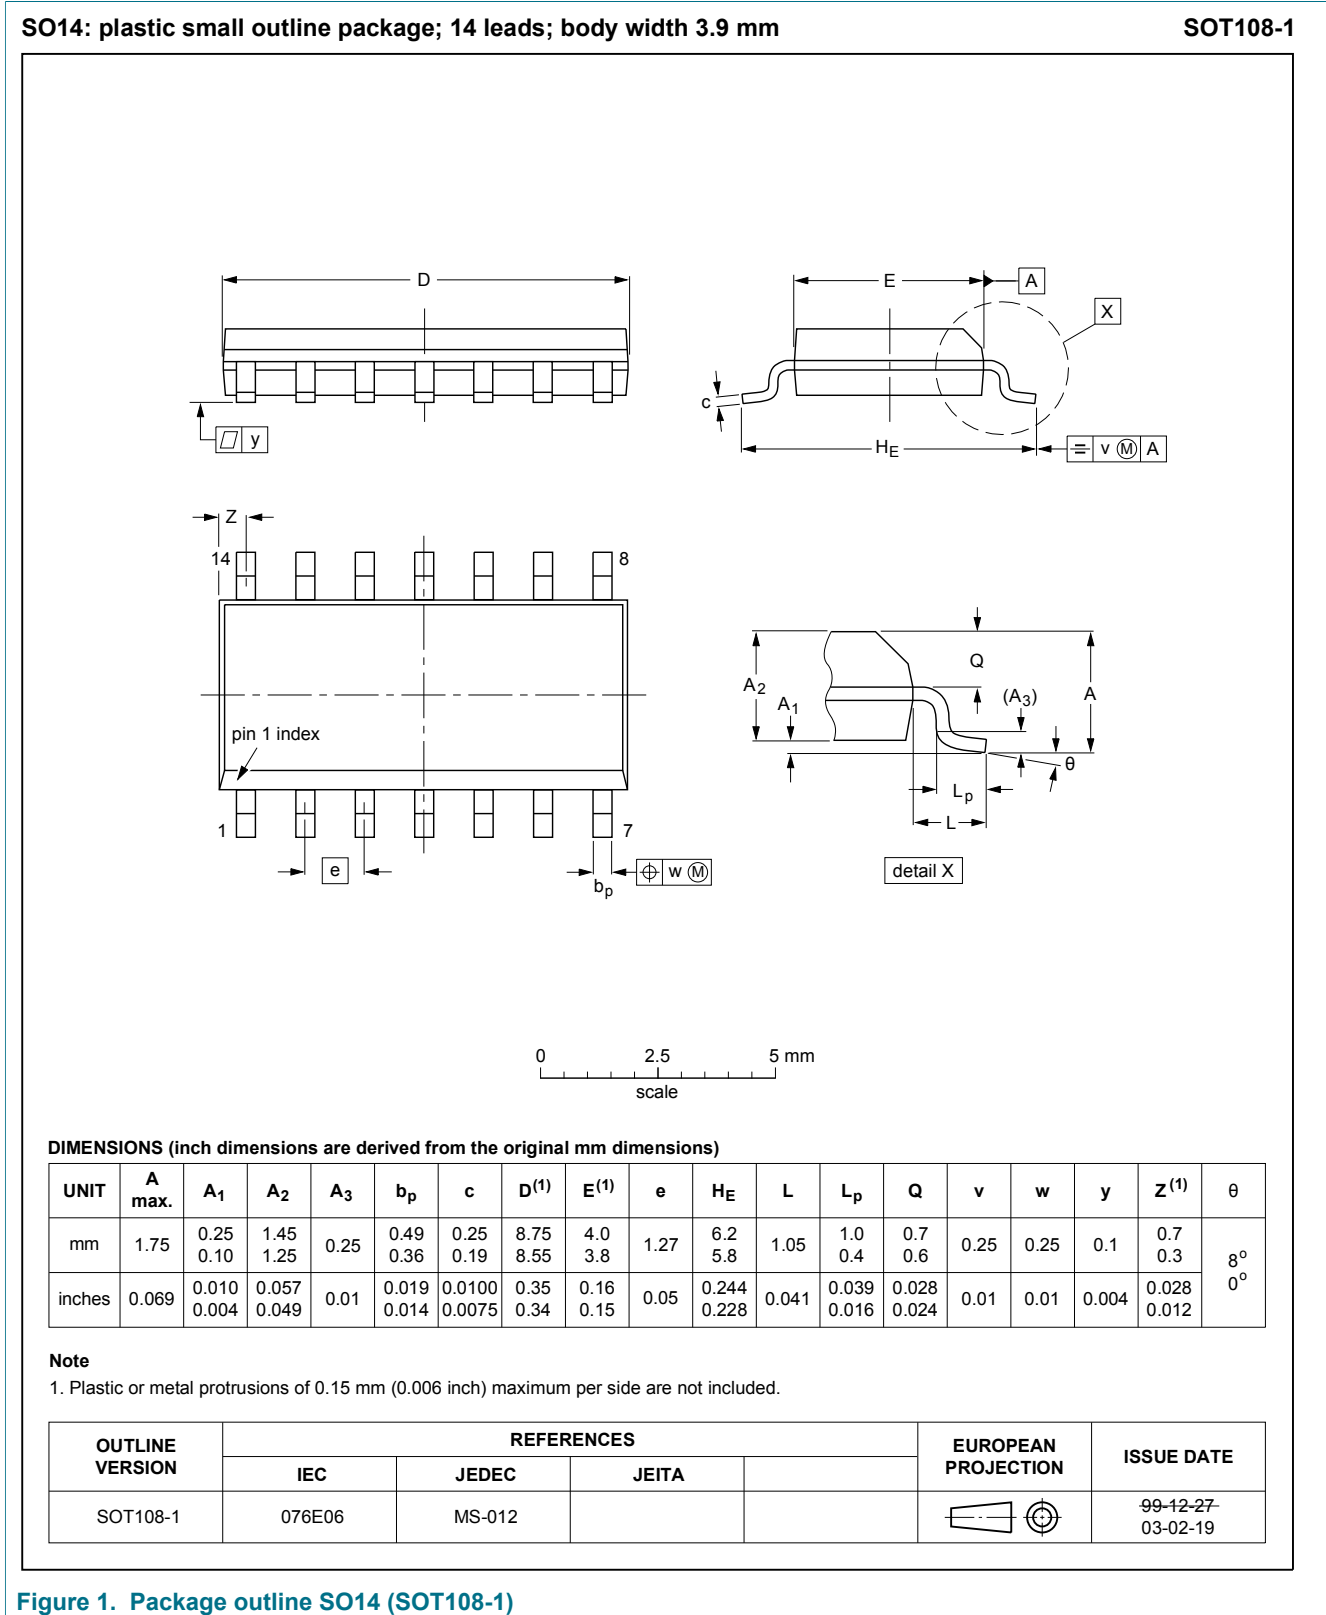 SO14: plastic small outline package; 14 leads; body width 3.9 mm SOT108-1
D
E
A
X
c
y
HE
v M A
Z
14
8
pin 1 index
1
7
e
bp
w M
Q
A2
A1
(A3)
A
θ
Lp
L
detail X
0 2.5 5 mm
scale
DIMENSIONS (inch dimensions are derived from the original mm dimensions)
UNIT A max. A1 A2 A3 bp c D(1) E(1) e HE L Lp Q v w y Z(1) θ
mm 1.75 0.25 0.10 1.45 1.25 0.25 0.49 0.36 0.25 0.19 8.75 8.55 4.0 3.8 1.27 6.2 5.8 1.05 1.0 0.4 0.7 0.6 0.25 0.25 0.1 0.7 0.3 8o 0o
inches 0.069 0.010 0.004 0.057 0.049 0.01 0.019 0.014 0.0100 0.0075 0.35 0.34 0.16 0.15 0.05 0.244 0.228 0.041 0.039 0.016 0.028 0.024 0.01 0.01 0.004 0.028 0.012
Note
1. Plastic or metal protrusions of 0.15 mm (0.006 inch) maximum per side are not included.
OUTLINE VERSION REFERENCES EUROPEAN PROJECTION ISSUE DATE
IEC JEDEC JEITA
SOT108-1 076E06 MS-012 99-12-27 03-02-19
Figure 1. Package outline SO14 (SOT108-1)